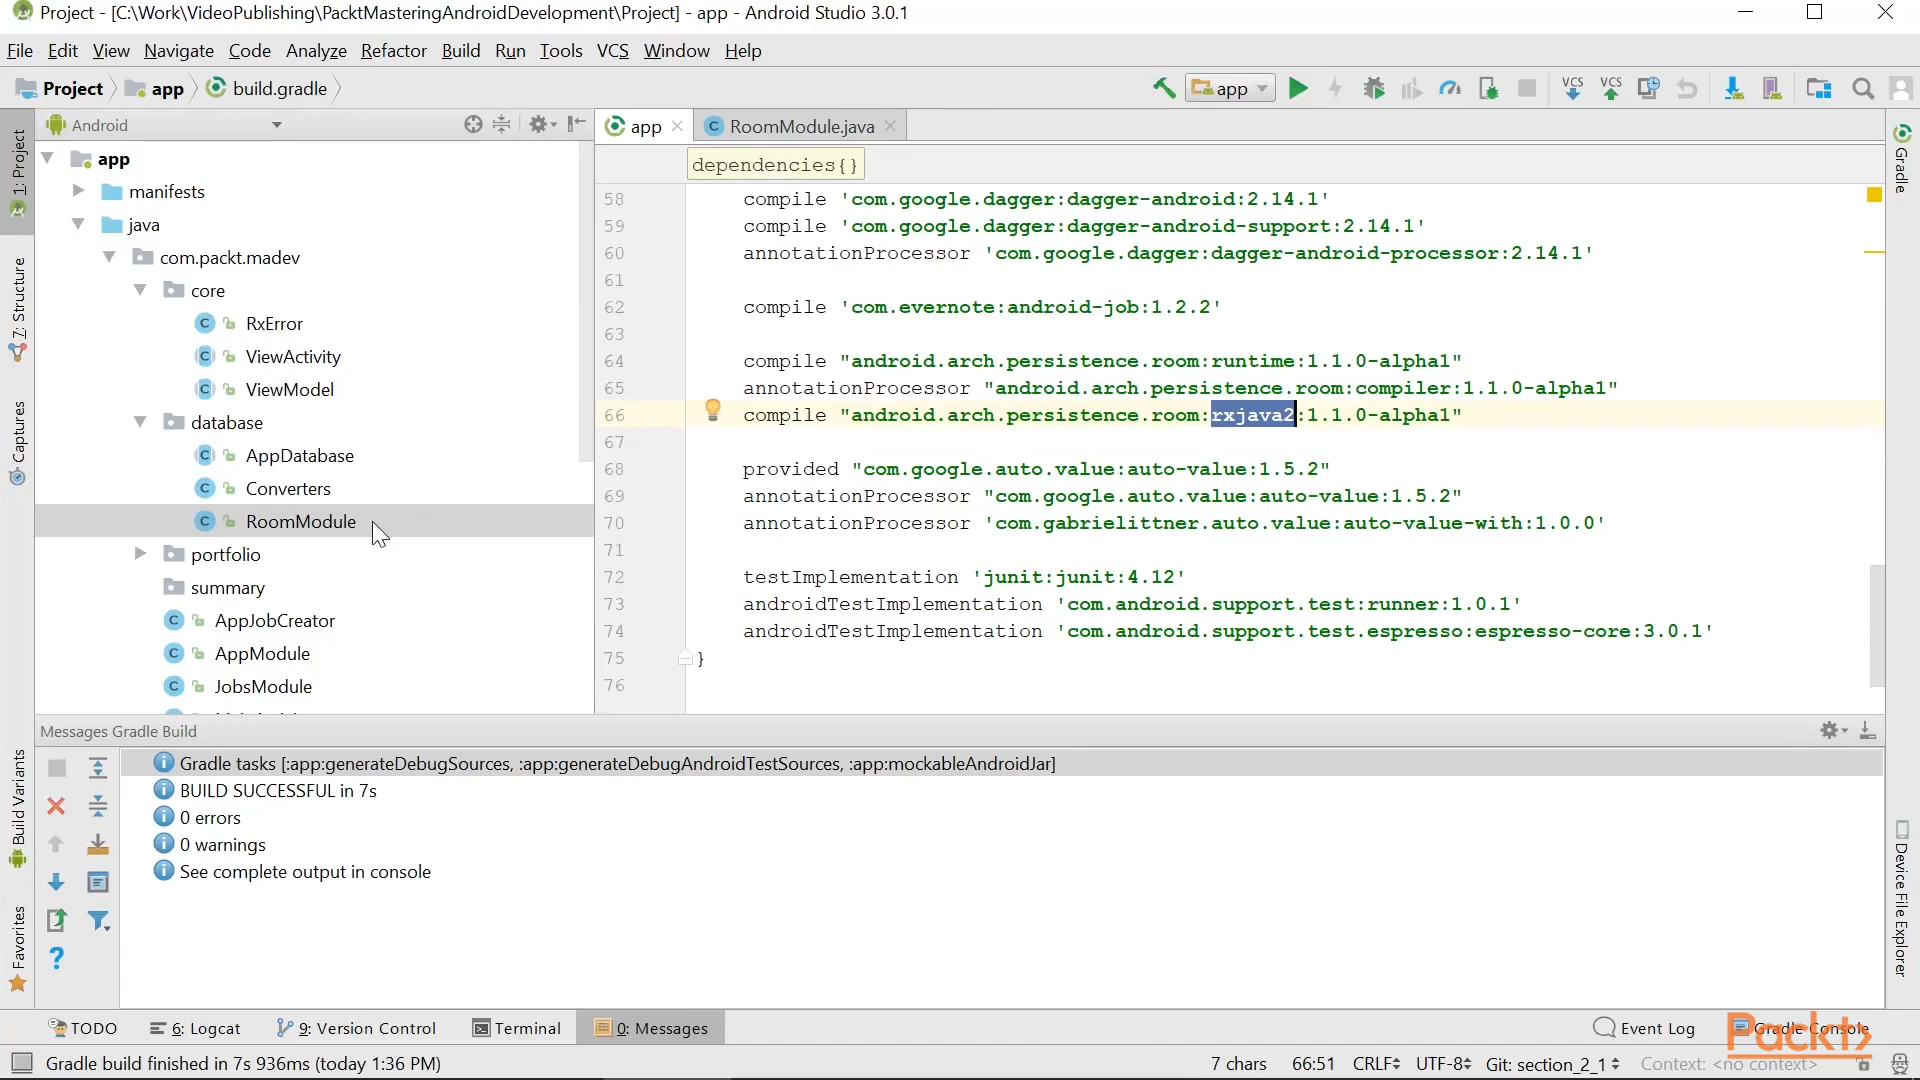 Project - [C:\Work\VideoPublishing\PacktMasteringAndroidDevelopment\Project] - app - Android Studio 3.0.1
File Edit View Navigate Code Analyze Refactor Build Run Tools VCS Window Help
Project app build.gradle
app
VCS VCS
Android
app RoomModule.java
dependencies{}
1: Project
7: Structure
Captures
Build Variants
Favorites
app
manifests
java
com.packt.madev
core
RxError
ViewActivity
ViewModel
database
AppDatabase
Converters
RoomModule
portfolio
summary
AppJobCreator
AppModule
JobsModule
58 compile 'com.google.dagger:dagger-android:2.14.1'
59 compile 'com.google.dagger:dagger-android-support:2.14.1'
60 annotationProcessor 'com.google.dagger:dagger-android-processor:2.14.1'
61
62 compile 'com.evernote:android-job:1.2.2'
63
64 compile "android.arch.persistence.room:runtime:1.1.0-alpha1"
65 annotationProcessor "android.arch.persistence.room:compiler:1.1.0-alpha1"
66 compile "android.arch.persistence.room:rxjava2:1.1.0-alpha1"
67
68 provided "com.google.auto.value:auto-value:1.5.2"
69 annotationProcessor "com.google.auto.value:auto-value:1.5.2"
70 annotationProcessor 'com.gabrielittner.auto.value:auto-value-with:1.0.0'
71
72 testImplementation 'junit:junit:4.12'
73 androidTestImplementation 'com.android.support.test:runner:1.0.1'
74 androidTestImplementation 'com.android.support.test.espresso:espresso-core:3.0.1'
75 }
76
Gradle
Device File Explorer
Messages Gradle Build
Gradle tasks [:app:generateDebugSources, :app:generateDebugAndroidTestSources, :app:mockableAndroidJar]
BUILD SUCCESSFUL in 7s
0 errors
0 warnings
See complete output in console
TODO 6: Logcat 9: Version Control Terminal 0: Messages Event Log Gradle Console
Packt>
Gradle build finished in 7s 936ms (today 1:36 PM) 7 chars 66:51 CRLF UTF-8 Git: section_2_1 Context: <no context>